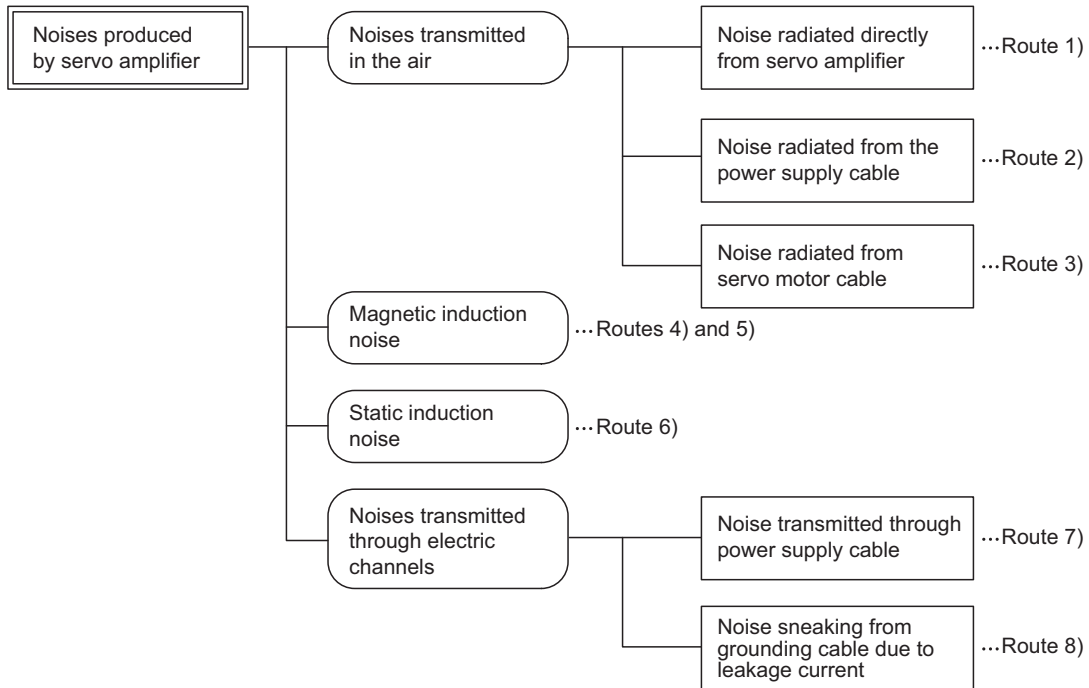 Noises produced
by servo amplifier
Noises transmitted
in the air
Noise radiated directly
from servo amplifier
…Route 1)
Noise radiated from the
power supply cable
…Route 2)
Noise radiated from
servo motor cable
…Route 3)
Magnetic induction
noise
…Routes 4) and 5)
Static induction
noise
…Route 6)
Noises transmitted
through electric
channels
Noise transmitted through
power supply cable
…Route 7)
Noise sneaking from
grounding cable due to
leakage current
…Route 8)